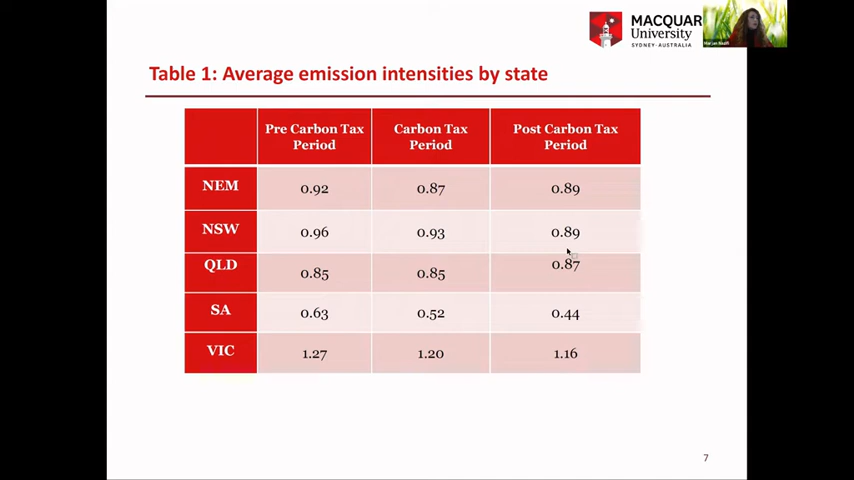 MACQUAR
University
SYDNEY·AUSTRALIA
Table 1: Average emission intensities by state
Pre Carbon Tax Period Carbon Tax Period Post Carbon Tax Period
NEM 0.92 0.87 0.89
NSW 0.96 0.93 0.89
QLD 0.85 0.85 0.87
SA 0.63 0.52 0.44
VIC 1.27 1.20 1.16
7